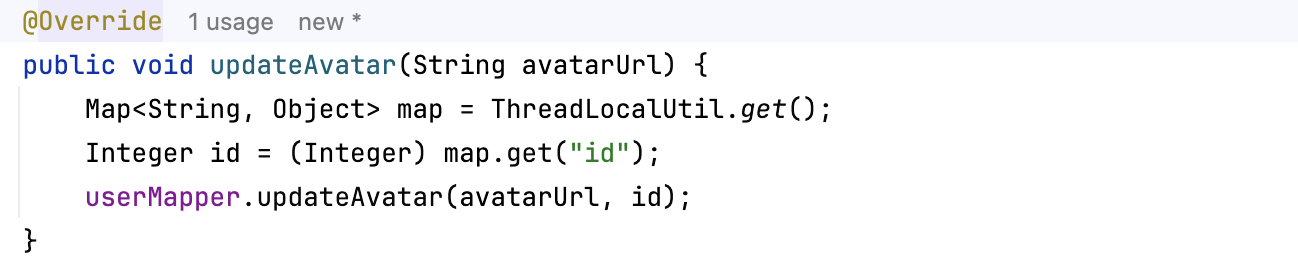 @Override 1 usage new *
public void updateAvatar(String avatarUrl) {
    Map<String, Object> map = ThreadLocalUtil.get();
    Integer id = (Integer) map.get("id");
    userMapper.updateAvatar(avatarUrl, id);
}